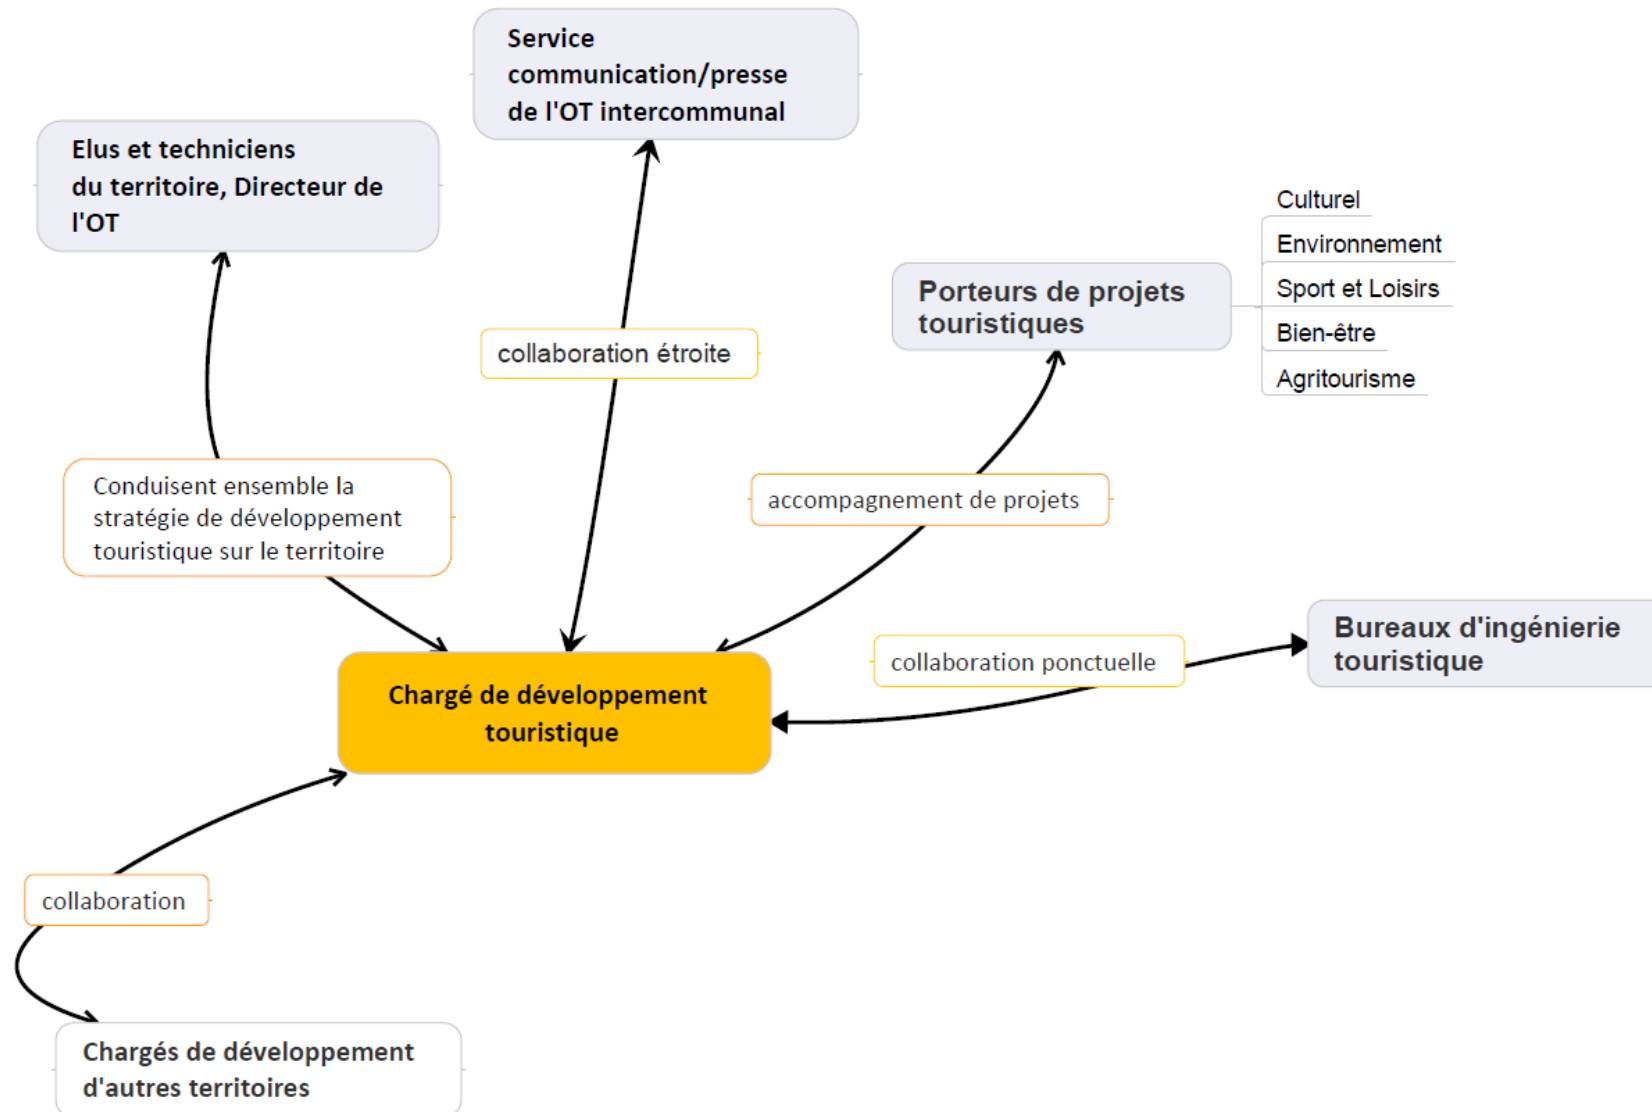 Service
communication/presse
de l'OT intercommunal
Elus et techniciens
du territoire, Directeur de
l'OT
Culturel
Environnement
Sport et Loisirs
Bien-être
Agritourisme
Porteurs de projets
touristiques
collaboration étroite
Conduisent ensemble la
stratégie de développement
touristique sur le territoire
accompagnement de projets
Bureaux d'ingénierie
touristique
collaboration ponctuelle
Chargé de développement
touristique
collaboration
Chargés de développement
d'autres territoires